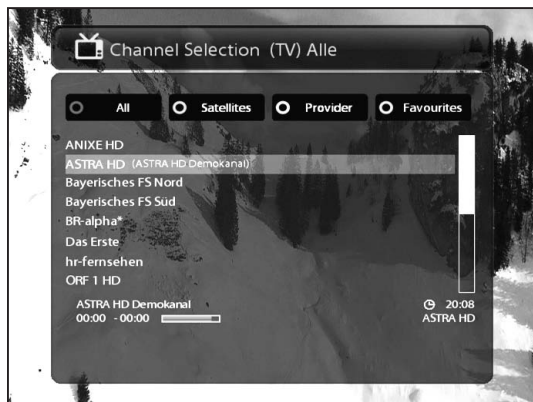 Channel Selection (TV) Alle
All Satellites Provider Favourites
ANIXE HD
ASTRA HD (ASTRA HD Demokanal)
Bayerisches FS Nord
Bayerisches FS Süd
BR-alpha*
Das Erste
hr-fernsehen
ORF 1 HD
ASTRA HD Demokanal 20:08
00:00 - 00:00 ASTRA HD